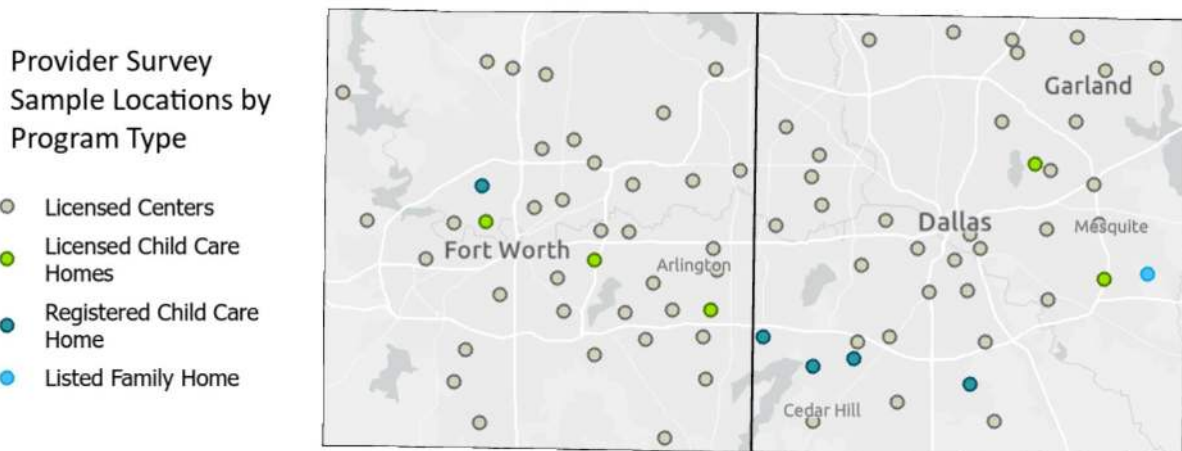 Provider Survey
Sample Locations by
Program Type
Licensed Centers
Licensed Child Care
Homes
Registered Child Care
Home
Listed Family Home
Garland
Mesquite
Dallas
Fort Worth
Arlington
Cedar Hill